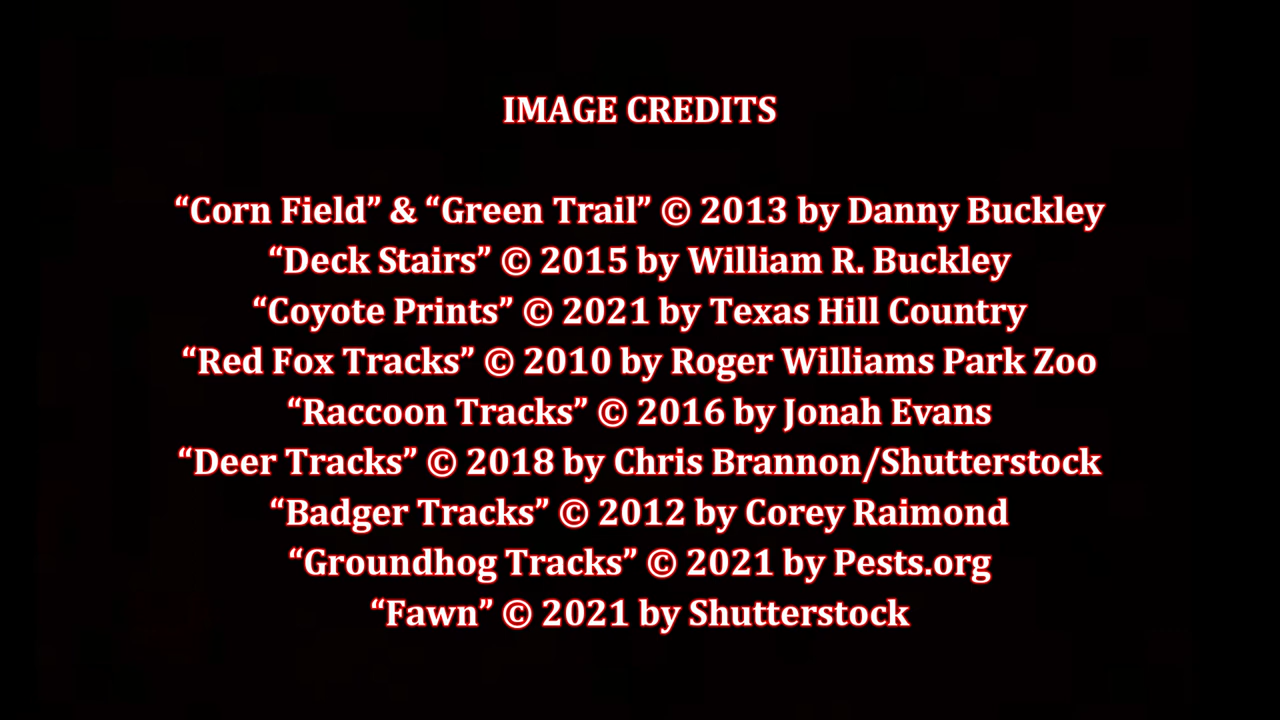 IMAGE CREDITS
“Corn Field” & “Green Trail” © 2013 by Danny Buckley
“Deck Stairs” © 2015 by William R. Buckley
“Coyote Prints” © 2021 by Texas Hill Country
“Red Fox Tracks” © 2010 by Roger Williams Park Zoo
“Raccoon Tracks” © 2016 by Jonah Evans
“Deer Tracks” © 2018 by Chris Brannon/Shutterstock
“Badger Tracks” © 2012 by Corey Raimond
“Groundhog Tracks” © 2021 by Pests.org
“Fawn” © 2021 by Shutterstock